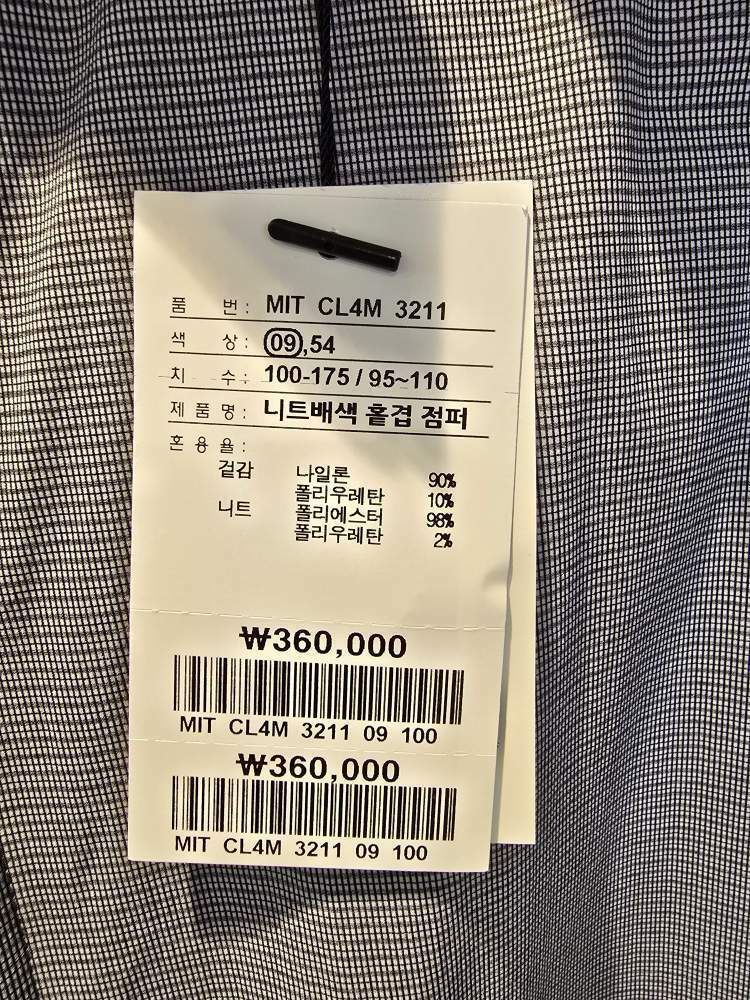 품 번: MIT CL4M 3211
색 상: 09,54
치 수: 100-175 / 95~110
제품명: 니트배색 홑겹 점퍼
혼용율:
겉감 나일론 90%
폴리우레탄 10%
니트 폴리에스터 98%
폴리우레탄 2%
₩360,000
MIT CL4M 3211 09 100
₩360,000
MIT CL4M 3211 09 100